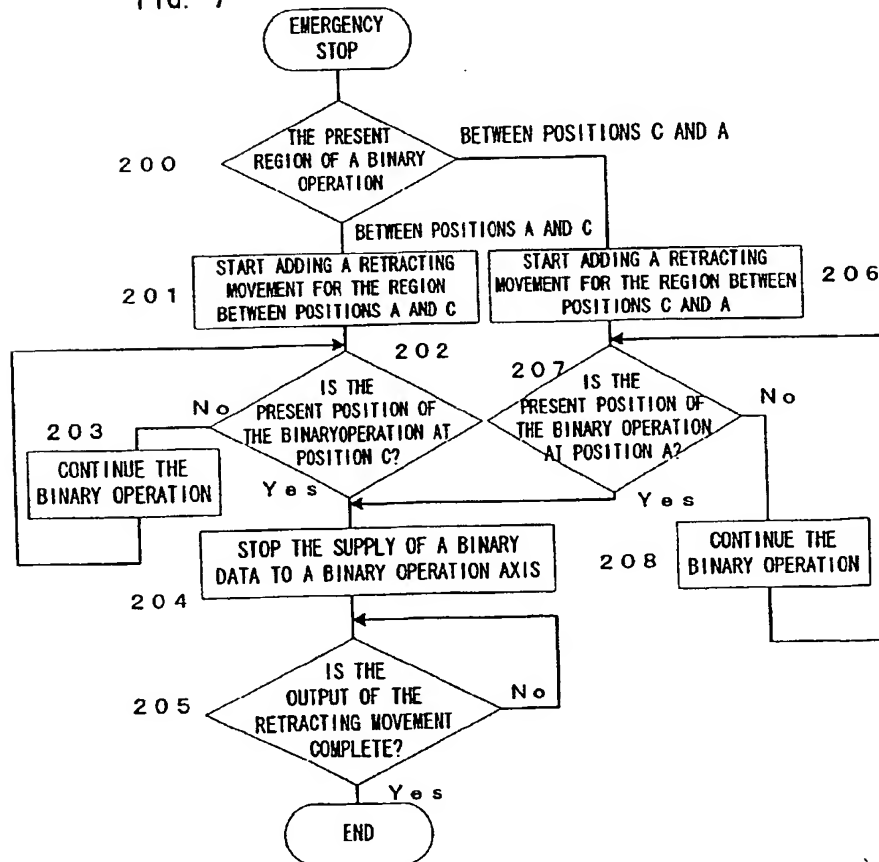 FIG. 7
EMERGENCY
STOP
THE PRESENT
REGION OF A BINARY
OPERATION
200
BETWEEN POSITIONS C AND A
BETWEEN POSITIONS A AND C
START ADDING A RETRACTING
MOVEMENT FOR THE REGION
BETWEEN POSITIONS A AND C
201
START ADDING A RETRACTING
MOVEMENT FOR THE REGION BETWEEN
POSITIONS C AND A
206
202
IS THE
PRESENT POSITION OF
THE BINARYOPERATION AT
POSITION C?
No
Yes
203
CONTINUE THE
BINARY OPERATION
207
IS THE
PRESENT POSITION OF
THE BINARY OPERATION
AT POSITION A?
No
Yes
208
CONTINUE THE
BINARY OPERATION
STOP THE SUPPLY OF A BINARY
DATA TO A BINARY OPERATION AXIS
204
205
IS THE
OUTPUT OF THE
RETRACTING MOVEMENT
COMPLETE?
No
Yes
END